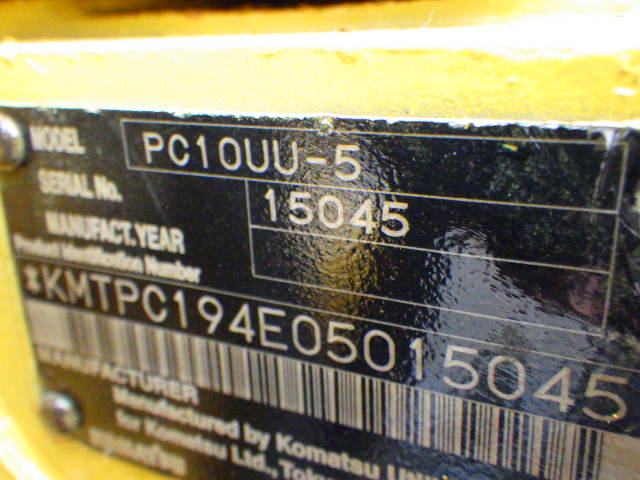 MODEL PC10UU-5
SERIAL No. 15045
MANUFACT.YEAR
Product Identification Number
*KMTPC194E05015045
MANUFACTURER
Manufactured by Komatsu
for Komatsu Ltd.,
KOMATSU